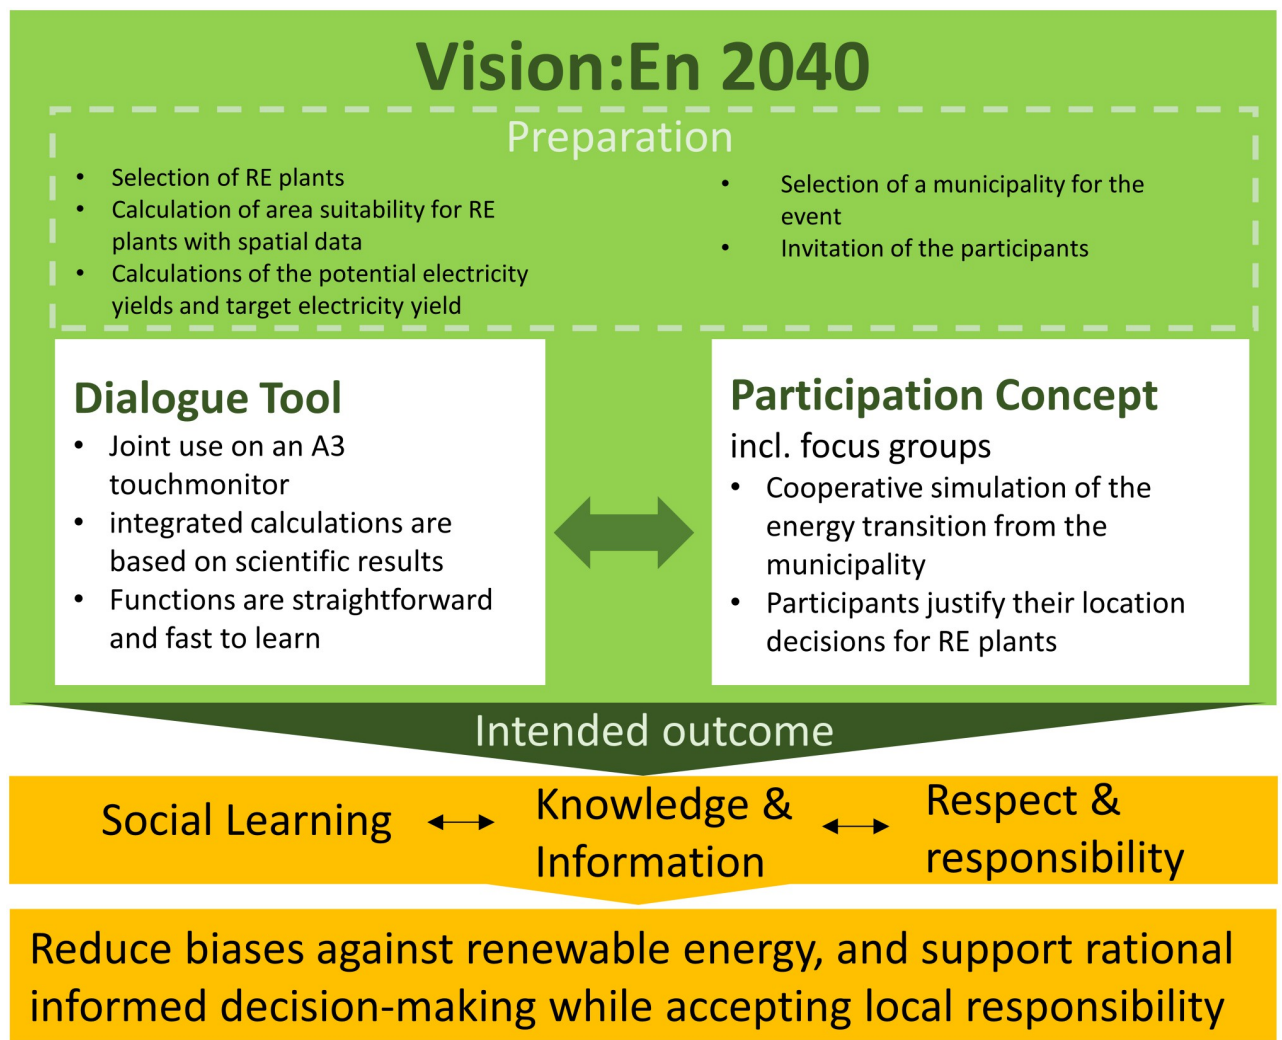 Vision:En 2040
Preparation
• Selection of RE plants
• Calculation of area suitability for RE
plants with spatial data
• Calculations of the potential electricity
yields and target electricity yield
• Selection of a municipality for the
event
• Invitation of the participants
Dialogue Tool
• Joint use on an A3
touchmonitor
• integrated calculations are
based on scientific results
• Functions are straightforward
and fast to learn
Participation Concept
incl. focus groups
• Cooperative simulation of the
energy transition from the
municipality
• Participants justify their location
decisions for RE plants
Intended outcome
Social Learning
Knowledge &
Information
Respect &
responsibility
Reduce biases against renewable energy, and support rational
informed decision-making while accepting local responsibility